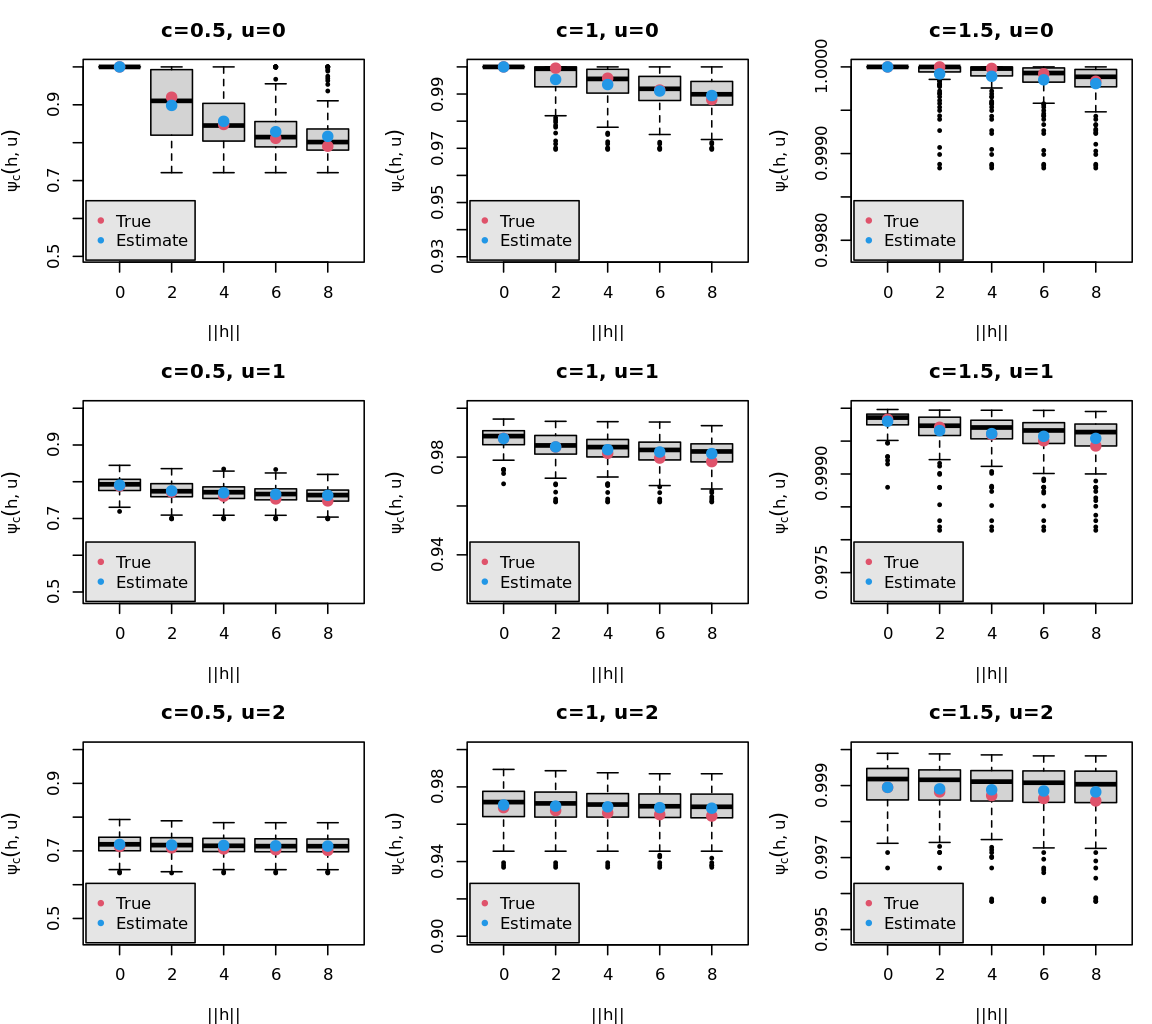 c=0.5, u=0
ψc(h, u)
0.9
0.7
0.5
True
Estimate
0 2 4 6 8
||h||
c=1, u=0
ψc(h, u)
0.99
0.97
0.95
0.93
True
Estimate
0 2 4 6 8
||h||
c=1.5, u=0
ψc(h, u)
1.0000
0.9990
0.9980
True
Estimate
0 2 4 6 8
||h||
c=0.5, u=1
ψc(h, u)
0.9
0.7
0.5
True
Estimate
0 2 4 6 8
||h||
c=1, u=1
ψc(h, u)
0.98
0.94
True
Estimate
0 2 4 6 8
||h||
c=1.5, u=1
ψc(h, u)
0.9990
0.9975
True
Estimate
0 2 4 6 8
||h||
c=0.5, u=2
ψc(h, u)
0.9
0.7
0.5
True
Estimate
0 2 4 6 8
||h||
c=1, u=2
ψc(h, u)
0.98
0.94
0.90
True
Estimate
0 2 4 6 8
||h||
c=1.5, u=2
ψc(h, u)
0.999
0.997
0.995
True
Estimate
0 2 4 6 8
||h||